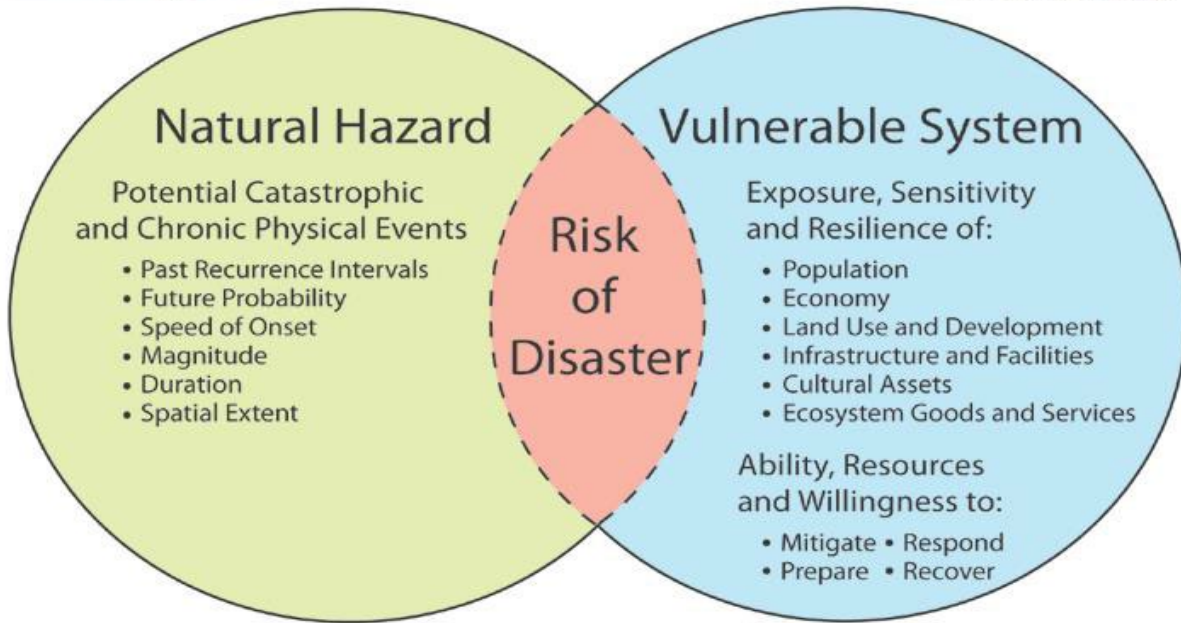 Natural Hazard
Potential Catastrophic
and Chronic Physical Events
• Past Recurrence Intervals
• Future Probability
• Speed of Onset
• Magnitude
• Duration
• Spatial Extent
Risk
of
Disaster
Vulnerable System
Exposure, Sensitivity
and Resilience of:
• Population
• Economy
• Land Use and Development
• Infrastructure and Facilities
• Cultural Assets
• Ecosystem Goods and Services
Ability, Resources
and Willingness to:
• Mitigate • Respond
• Prepare • Recover